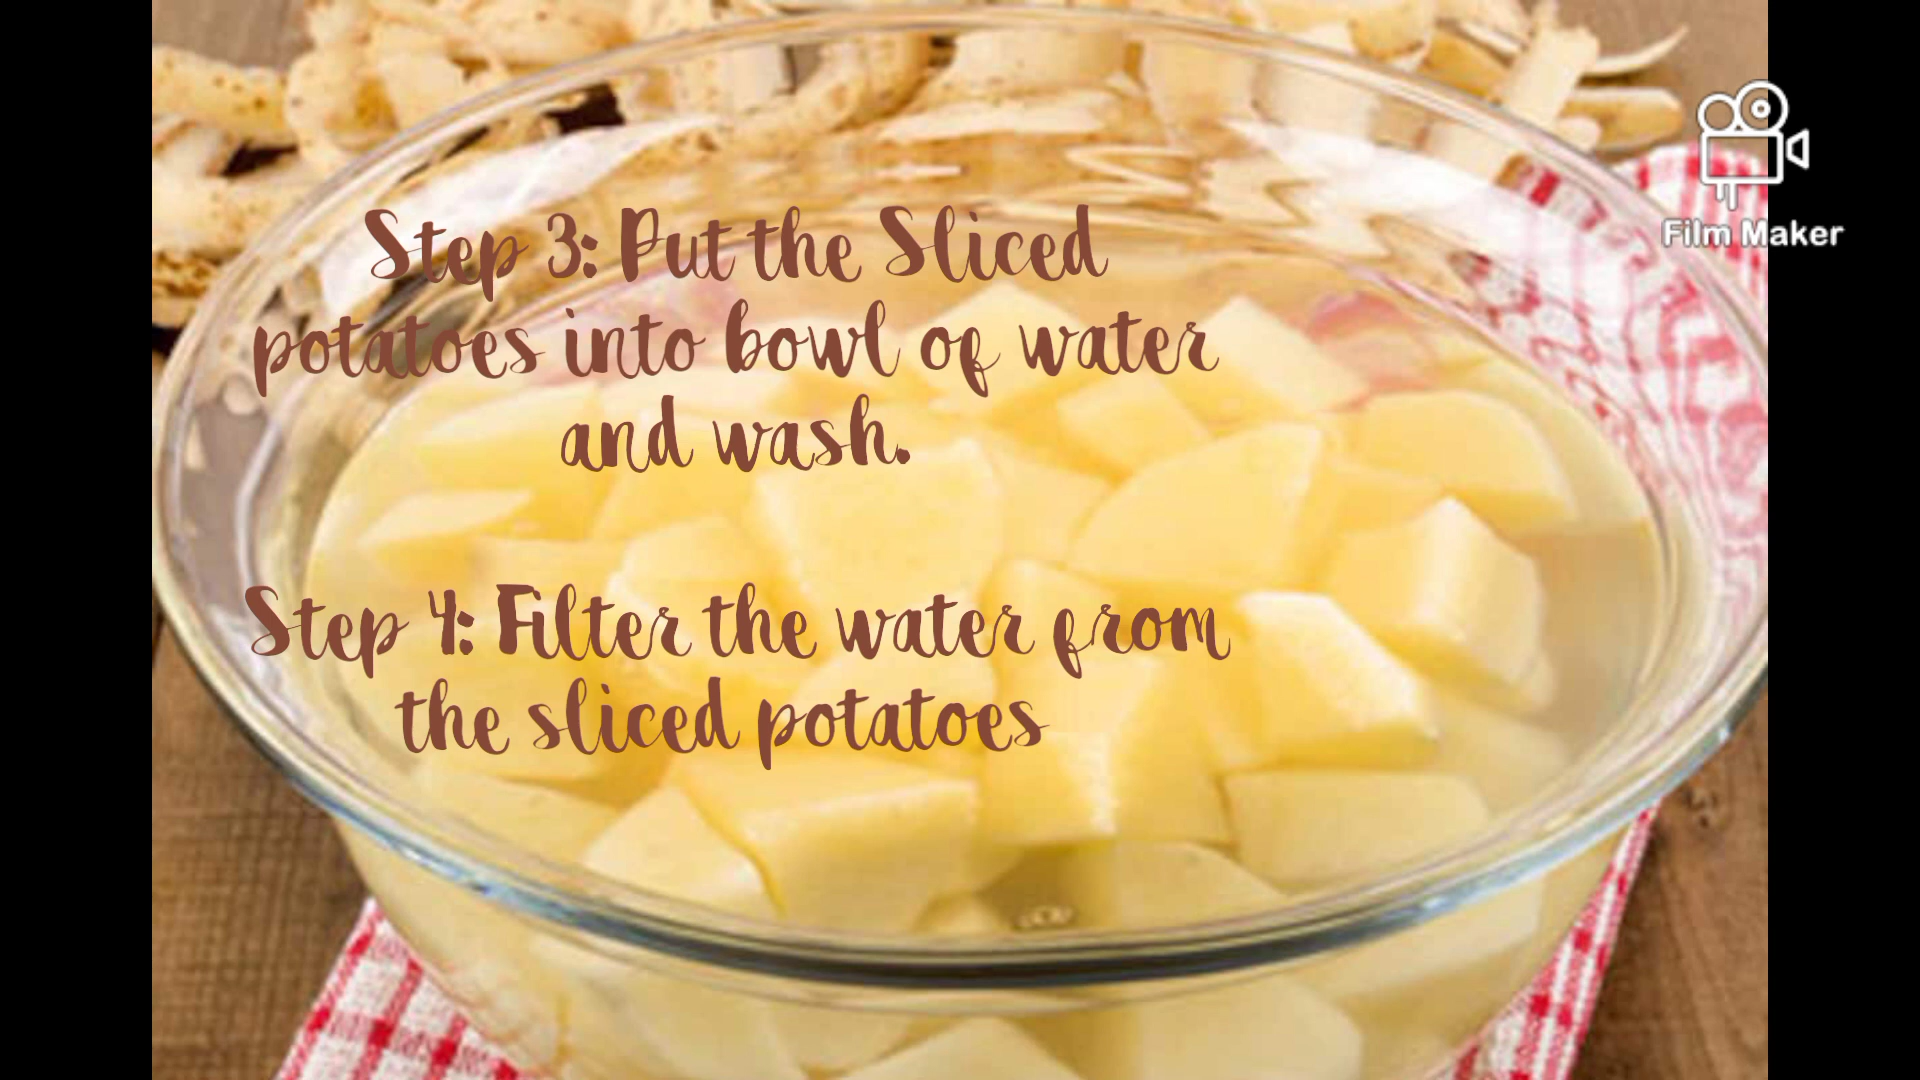 Step 3: Put the Sliced
potatoes into bowl of water
and wash.
Step 4: Filter the water from
the sliced potatoes
Film Maker